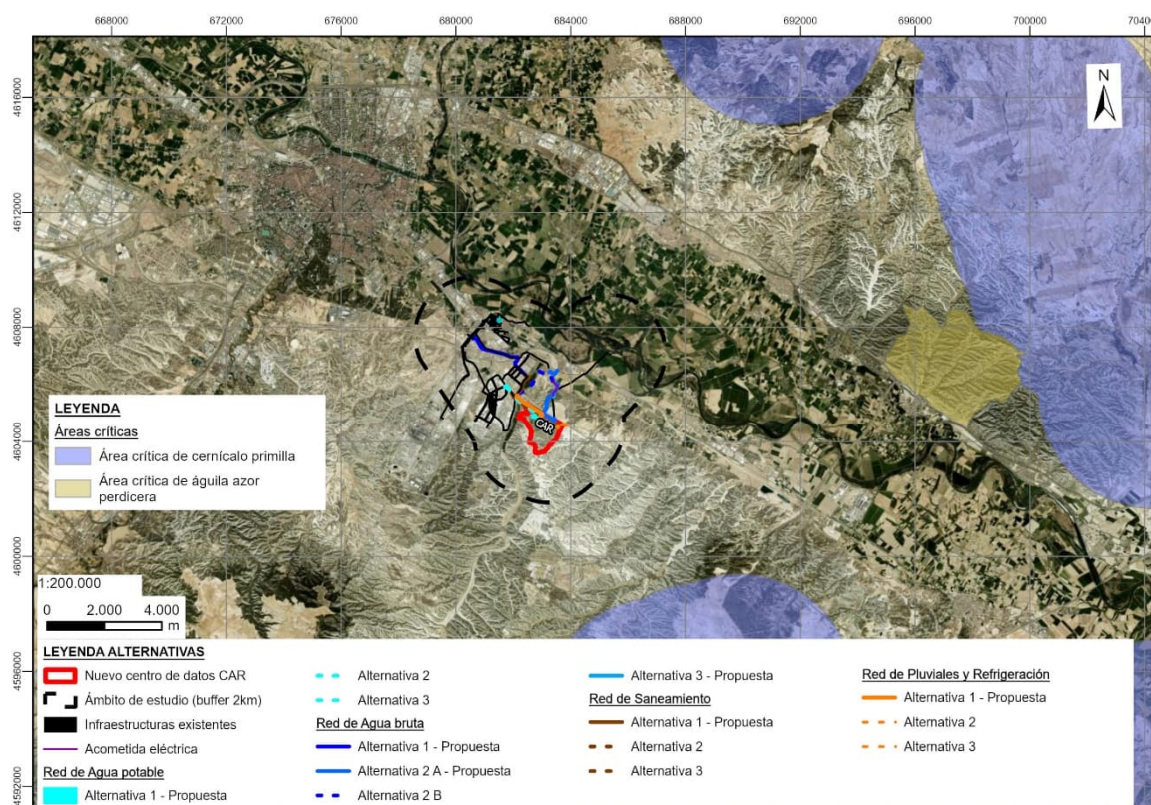 668000 672000 676000 680000 684000 688000 692000 696000 700000 704000
N
4616000
4612000
4608000
4604000
4600000
4596000
4592000
CAR
LEYENDA
Áreas críticas
Área crítica de cernícalo primilla
Área crítica de águila azor
perdicera
1:200.000
0 2.000 4.000
m
LEYENDA ALTERNATIVAS
Nuevo centro de datos CAR
Ámbito de estudio (buffer 2km)
Infraestructuras existentes
Acometida eléctrica
Red de Agua potable
Alternativa 1 - Propuesta
Alternativa 2
Alternativa 3
Red de Agua bruta
Alternativa 1 - Propuesta
Alternativa 2 A - Propuesta
Alternativa 2 B
Alternativa 3 - Propuesta
Red de Saneamiento
Alternativa 1 - Propuesta
Alternativa 2
Alternativa 3
Red de Pluviales y Refrigeración
Alternativa 1 - Propuesta
Alternativa 2
Alternativa 3